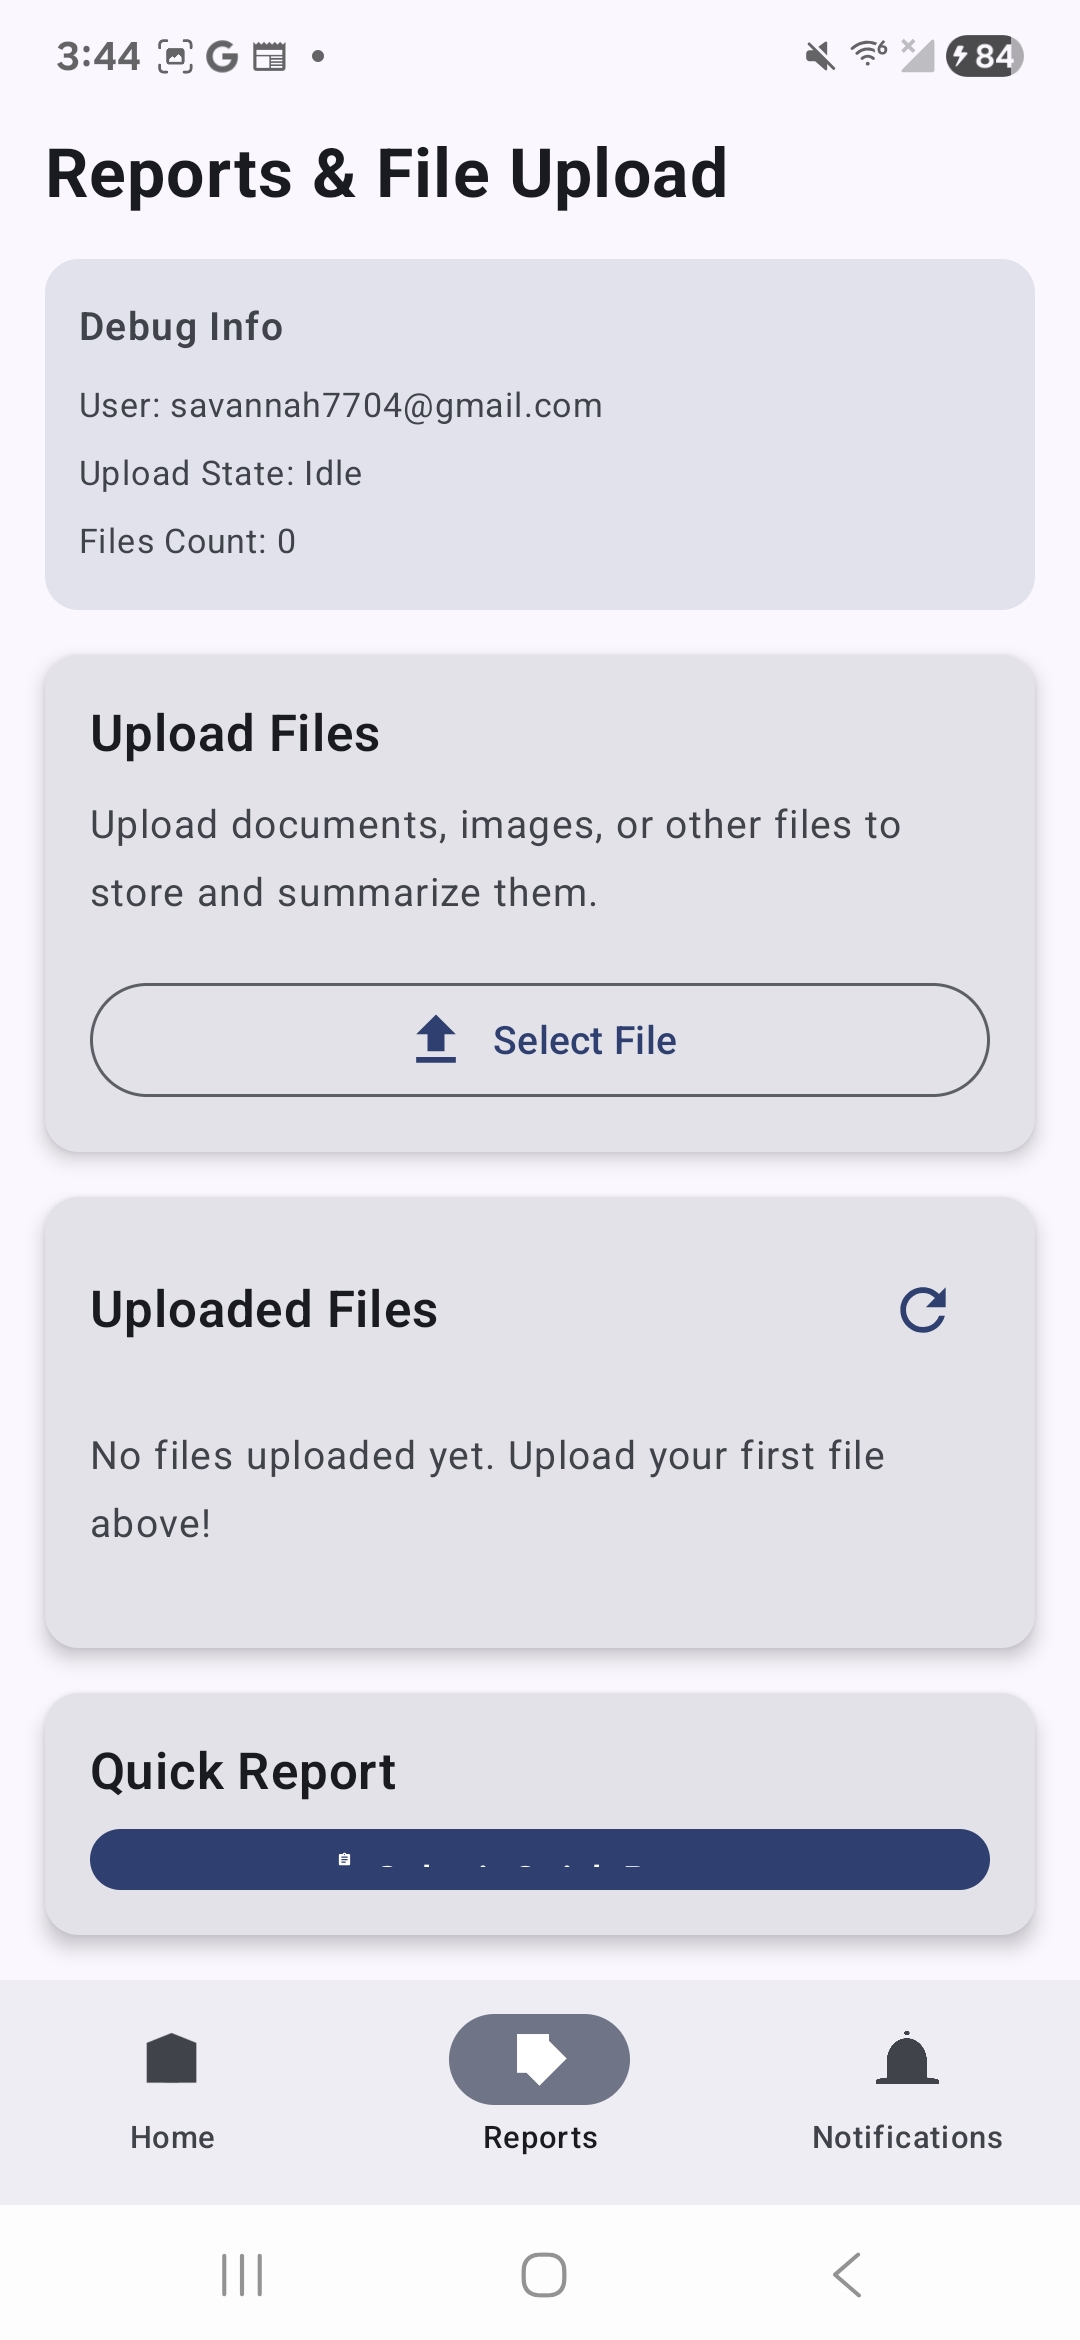 3:44
6
84
Reports & File Upload
Debug Info
User: savannah7704@gmail.com
Upload State: Idle
Files Count: 0
Upload Files
Upload documents, images, or other files to
store and summarize them.
Select File
Uploaded Files
No files uploaded yet. Upload your first file
above!
Quick Report
Home
Reports
Notifications